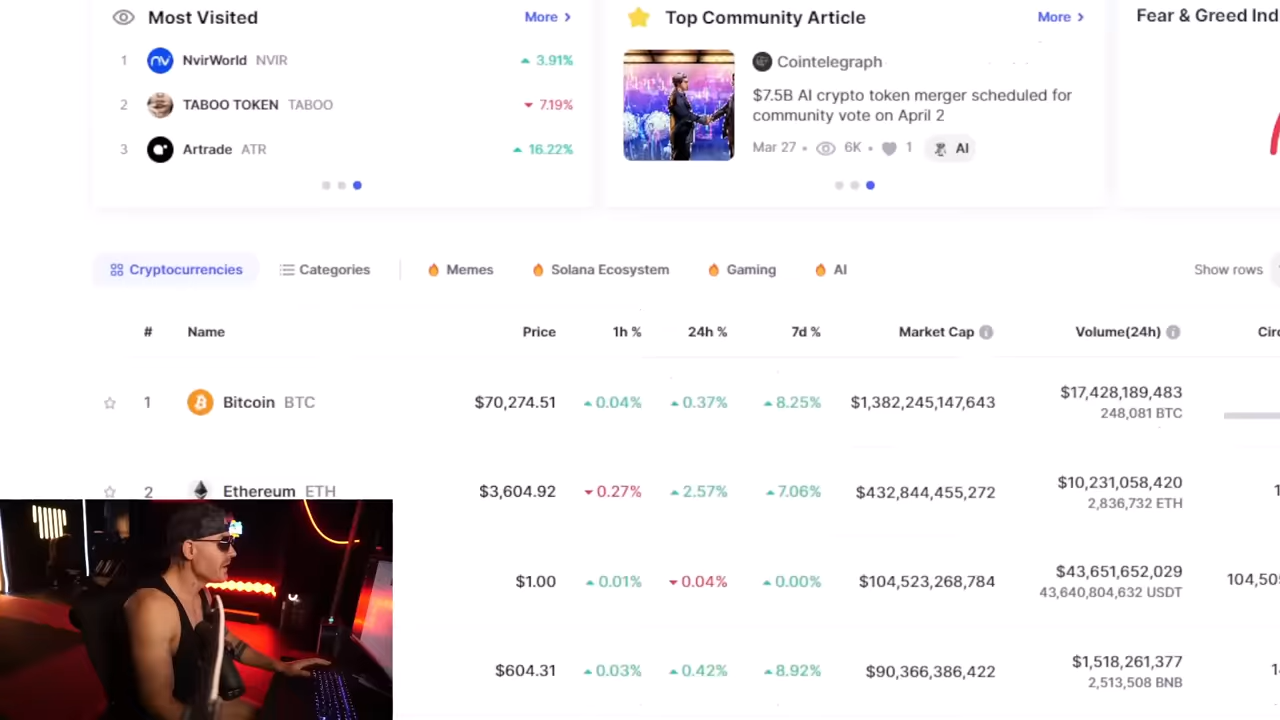 Most Visited
More >
1 NvirWorld NVIR 3.91%
2 TABOO TOKEN TABOO 7.19%
3 Artrade ATR 16.22%
Top Community Article
More >
Cointelegraph
$7.5B AI crypto token merger scheduled for
community vote on April 2
Mar 27 • 6K • 1 AI
Fear & Greed Ind
Cryptocurrencies Categories Memes Solana Ecosystem Gaming AI Show rows
# Name Price 1h % 24h % 7d % Market Cap Volume(24h) Circ
1 Bitcoin BTC $70,274.51 0.04% 0.37% 8.25% $1,382,245,147,643 $17,428,189,483
248,081 BTC
2 Ethereum ETH $3,604.92 0.27% 2.57% 7.06% $432,844,455,272 $10,231,058,420
2,836,732 ETH
$1.00 0.01% 0.04% 0.00% $104,523,268,784 $43,651,652,029 104,505
43,640,804,632 USDT
$604.31 0.03% 0.42% 8.92% $90,366,386,422 $1,518,261,377
2,513,508 BNB